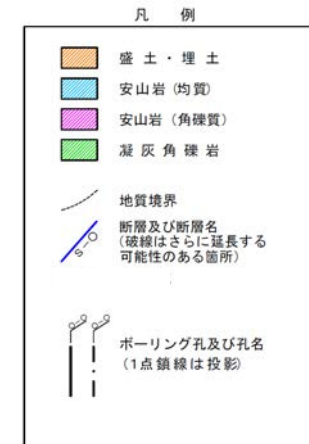 凡 例
盛 土 ・ 埋 土
安山岩 (均質)
安山岩 (角礫質)
凝 灰 角 礫 岩
地質境界
S-O
断層及び断層名
(破線はさらに延長する
可能性のある箇所)
O-O O-O
ボーリング孔及び孔名
(1点鎖線は投影)